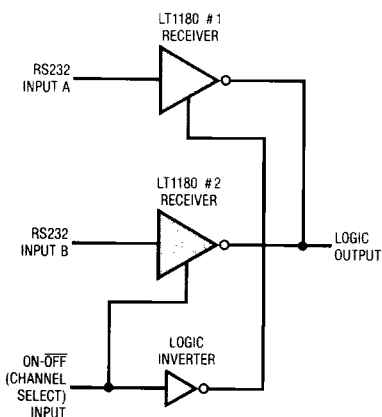 LT1180 #1
RECEIVER
RS232
INPUT A
LT1180 #2
RECEIVER
RS232
INPUT B
LOGIC
OUTPUT
LOGIC
INVERTER
ON-OFF
(CHANNEL
SELECT)
INPUT